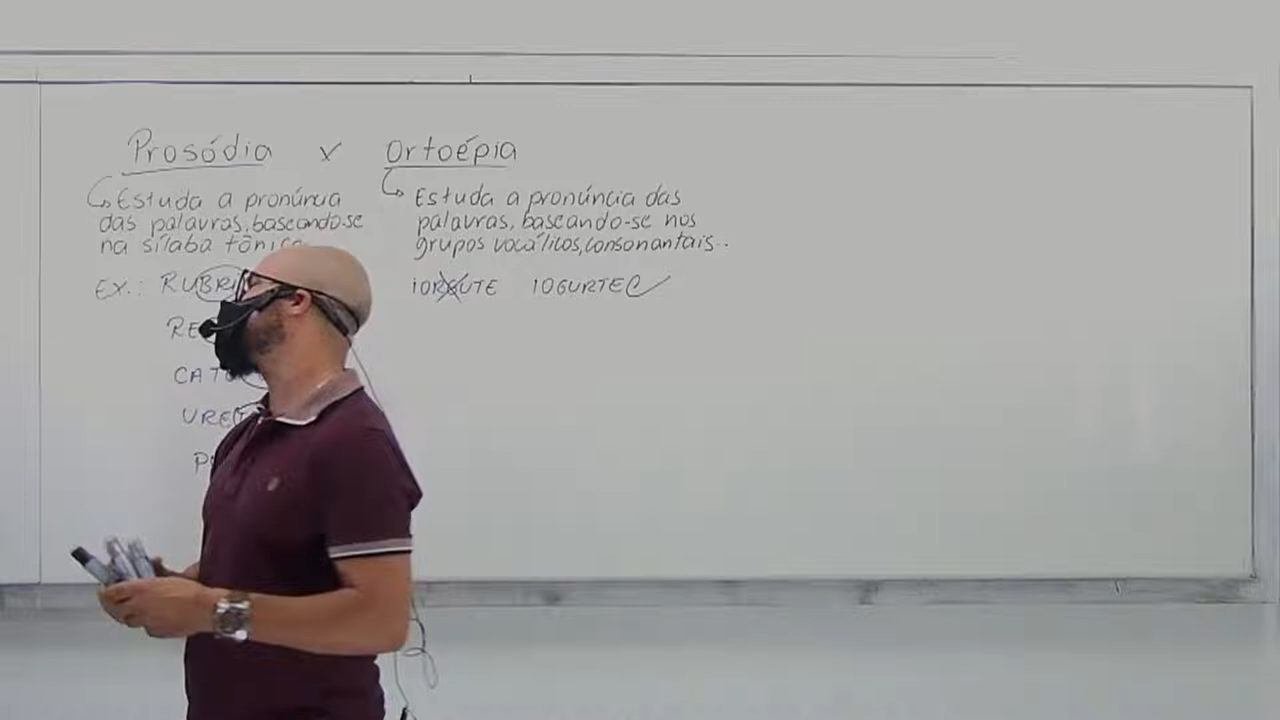 Prosódia x Ortoépia
Estuda a pronúncia
das palavras, baseando-se
na sílaba tônica
Estuda a pronúncia das
palavras, baseando-se nos
grupos vocálicos, consonantais...
EX.: RUBRI
RE
CATE
URE
P
IORGUTE IOGURTE